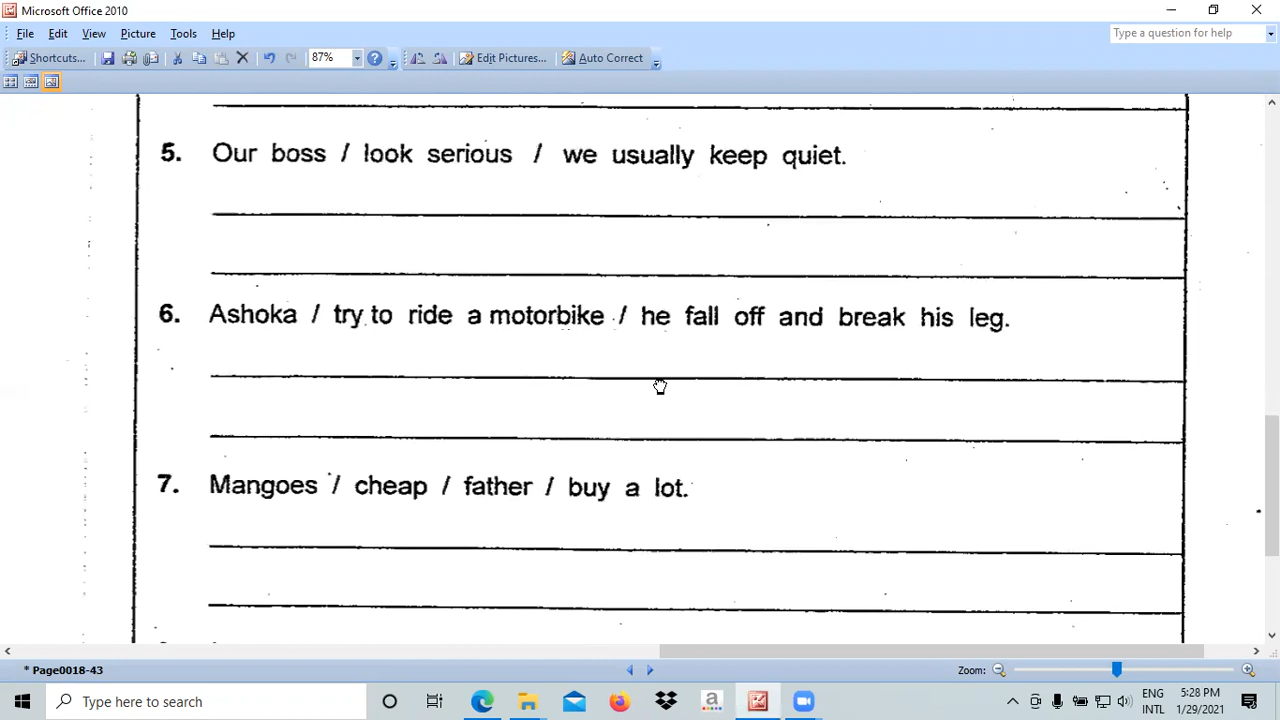 Microsoft Office 2010
File Edit View Picture Tools Help
Type a question for help
Shortcuts... 87% Edit Pictures... Auto Correct
5. Our boss / look serious / we usually keep quiet.
6. Ashoka / try to ride a motorbike / he fall off and break his leg.
7. Mangoes / cheap / father / buy a lot.
* Page0018-43
Zoom:
Type here to search
ENG
INTL
5:28 PM
1/29/2021